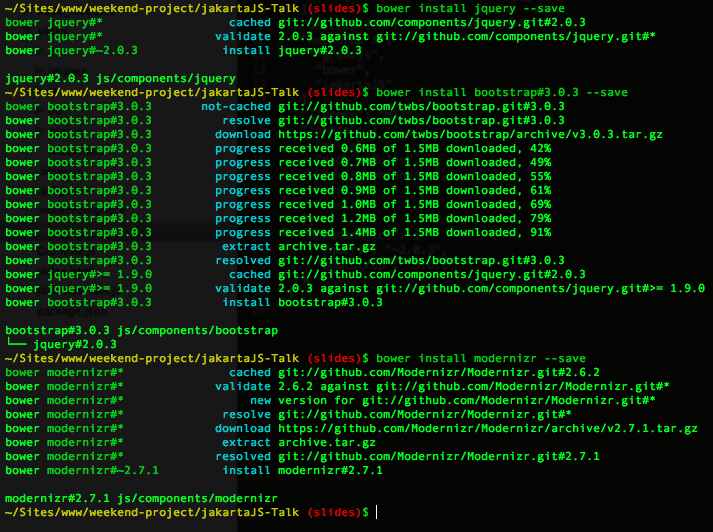 ~/Sites/www/weekend-project/jakartaJS-Talk (slides)$ bower install jquery --save
bower jquery#* cached git://github.com/components/jquery.git#2.0.3
bower jquery#* validate 2.0.3 against git://github.com/components/jquery.git#*
bower jquery#~2.0.3 install jquery#2.0.3
jquery#2.0.3 js/components/jquery
~/Sites/www/weekend-project/jakartaJS-Talk (slides)$ bower install bootstrap#3.0.3 --save
bower bootstrap#3.0.3 not-cached git://github.com/twbs/bootstrap.git#3.0.3
bower bootstrap#3.0.3 resolve git://github.com/twbs/bootstrap.git#3.0.3
bower bootstrap#3.0.3 download https://github.com/twbs/bootstrap/archive/v3.0.3.tar.gz
bower bootstrap#3.0.3 progress received 0.6MB of 1.5MB downloaded, 42%
bower bootstrap#3.0.3 progress received 0.7MB of 1.5MB downloaded, 49%
bower bootstrap#3.0.3 progress received 0.8MB of 1.5MB downloaded, 55%
bower bootstrap#3.0.3 progress received 0.9MB of 1.5MB downloaded, 61%
bower bootstrap#3.0.3 progress received 1.0MB of 1.5MB downloaded, 69%
bower bootstrap#3.0.3 progress received 1.2MB of 1.5MB downloaded, 79%
bower bootstrap#3.0.3 progress received 1.4MB of 1.5MB downloaded, 91%
bower bootstrap#3.0.3 extract archive.tar.gz
bower bootstrap#3.0.3 resolved git://github.com/twbs/bootstrap.git#3.0.3
bower jquery#>= 1.9.0 cached git://github.com/components/jquery.git#2.0.3
bower jquery#>= 1.9.0 validate 2.0.3 against git://github.com/components/jquery.git#>= 1.9.0
bower bootstrap#3.0.3 install bootstrap#3.0.3
package.json
bootstrap#3.0.3 js/components/bootstrap
└── jquery#2.0.3
~/Sites/www/weekend-project/jakartaJS-Talk (slides)$ bower install modernizr --save
bower modernizr#* cached git://github.com/Modernizr/Modernizr.git#2.6.2
bower modernizr#* validate 2.6.2 against git://github.com/Modernizr/Modernizr.git#*
bower modernizr#* new version for git://github.com/Modernizr/Modernizr.git#*
bower modernizr#* resolve git://github.com/Modernizr/Modernizr.git#*
bower modernizr#* download https://github.com/Modernizr/Modernizr/archive/v2.7.1.tar.gz
bower modernizr#* extract archive.tar.gz
bower modernizr#* resolved git://github.com/Modernizr/Modernizr.git#2.7.1
bower modernizr#~2.7.1 install modernizr#2.7.1
modernizr#2.7.1 js/components/modernizr
~/Sites/www/weekend-project/jakartaJS-Talk (slides)$